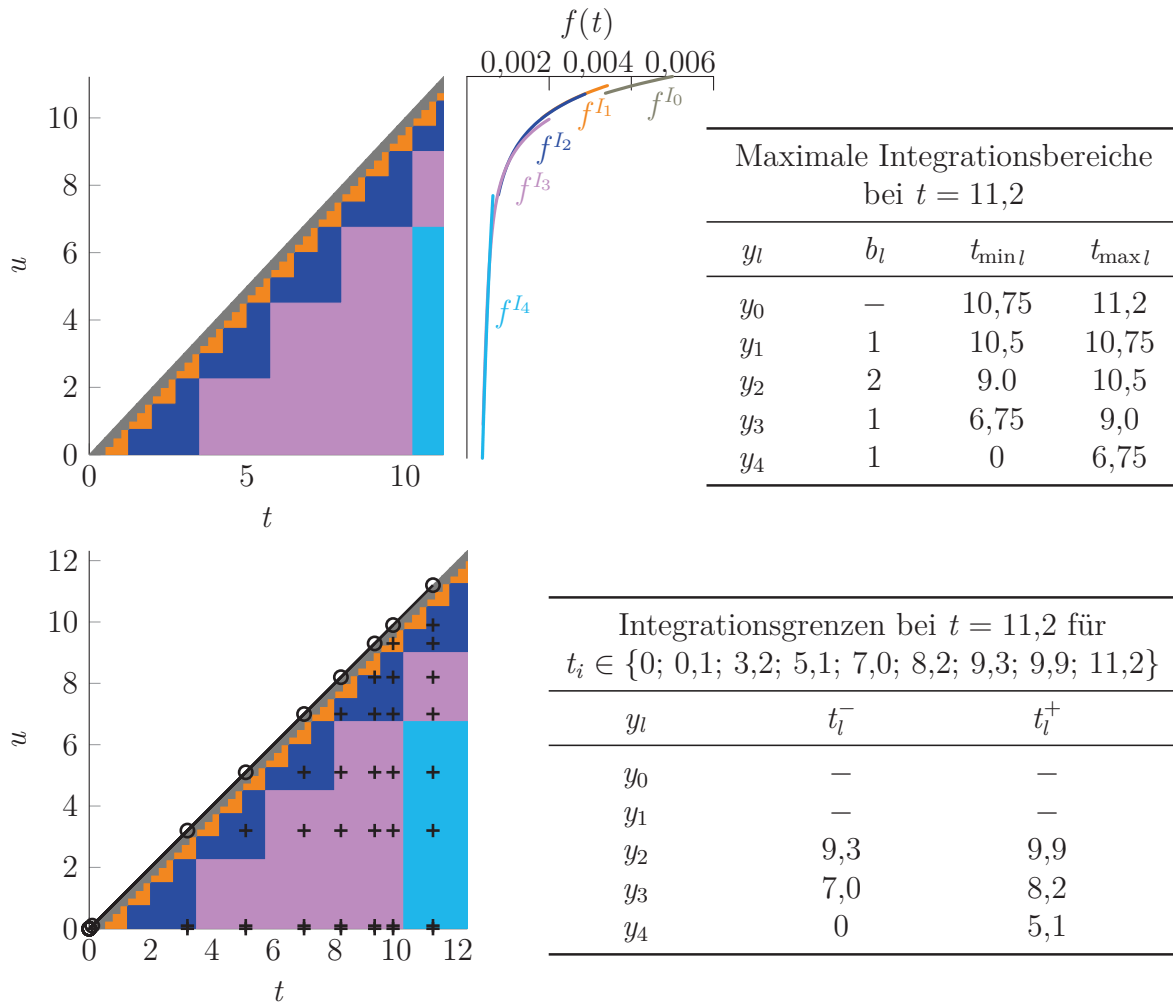 f(t)
0,002 0,004 0,006
f^{I_0}
f^{I_1}
f^{I_2}
f^{I_3}
f^{I_4}
10
8
6
4
2
0
u
0 5 10
t
Maximale Integrationsbereiche
bei t = 11,2
y_l b_l t_{min l} t_{max l}
y_0 − 10,75 11,2
y_1 1 10,5 10,75
y_2 2 9.0 10,5
y_3 1 6,75 9,0
y_4 1 0 6,75
12
10
8
6
4
2
0
u
0 2 4 6 8 10 12
t
Integrationsgrenzen bei t = 11,2 für
t_i ∈ {0; 0,1; 3,2; 5,1; 7,0; 8,2; 9,3; 9,9; 11,2}
y_l t_l^− t_l^+
y_0 − −
y_1 − −
y_2 9,3 9,9
y_3 7,0 8,2
y_4 0 5,1